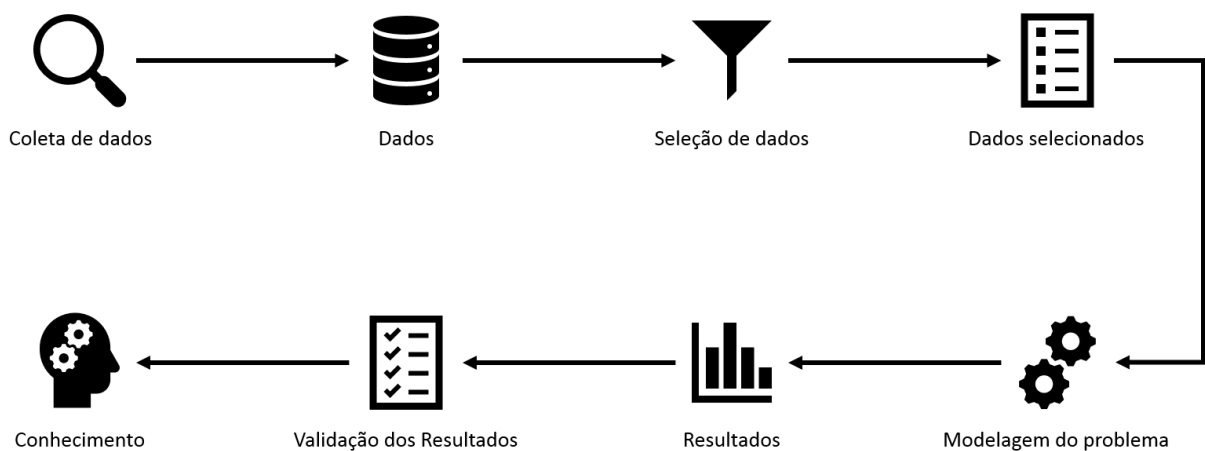 Coleta de dados
Dados
Seleção de dados
Dados selecionados
Conhecimento
Validação dos Resultados
Resultados
Modelagem do problema